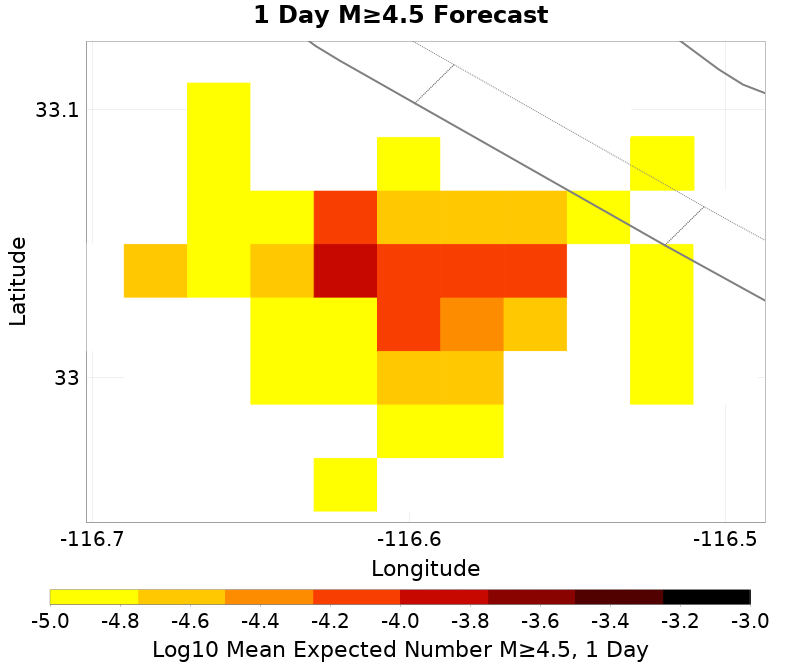 1 Day M≥4.5 Forecast
33.1
33
Latitude
-116.7 -116.6 -116.5
Longitude
-5.0 -4.8 -4.6 -4.4 -4.2 -4.0 -3.8 -3.6 -3.4 -3.2 -3.0
Log10 Mean Expected Number M≥4.5, 1 Day